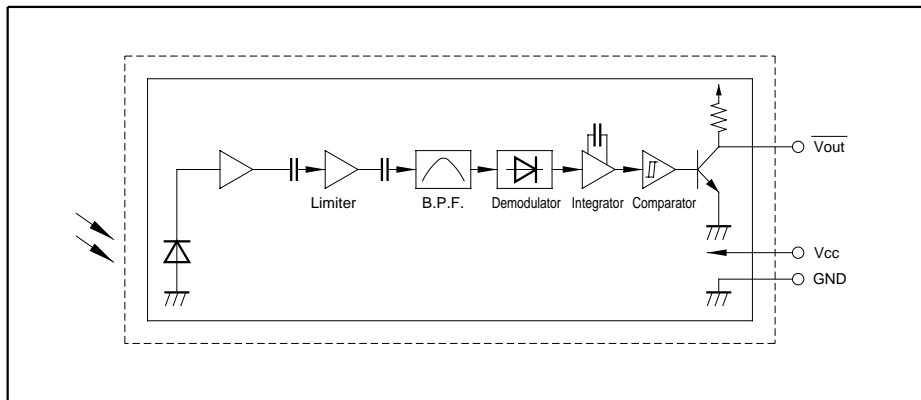 Limiter
B.P.F.
Demodulator
Integrator
Comparator
Vout
Vcc
GND